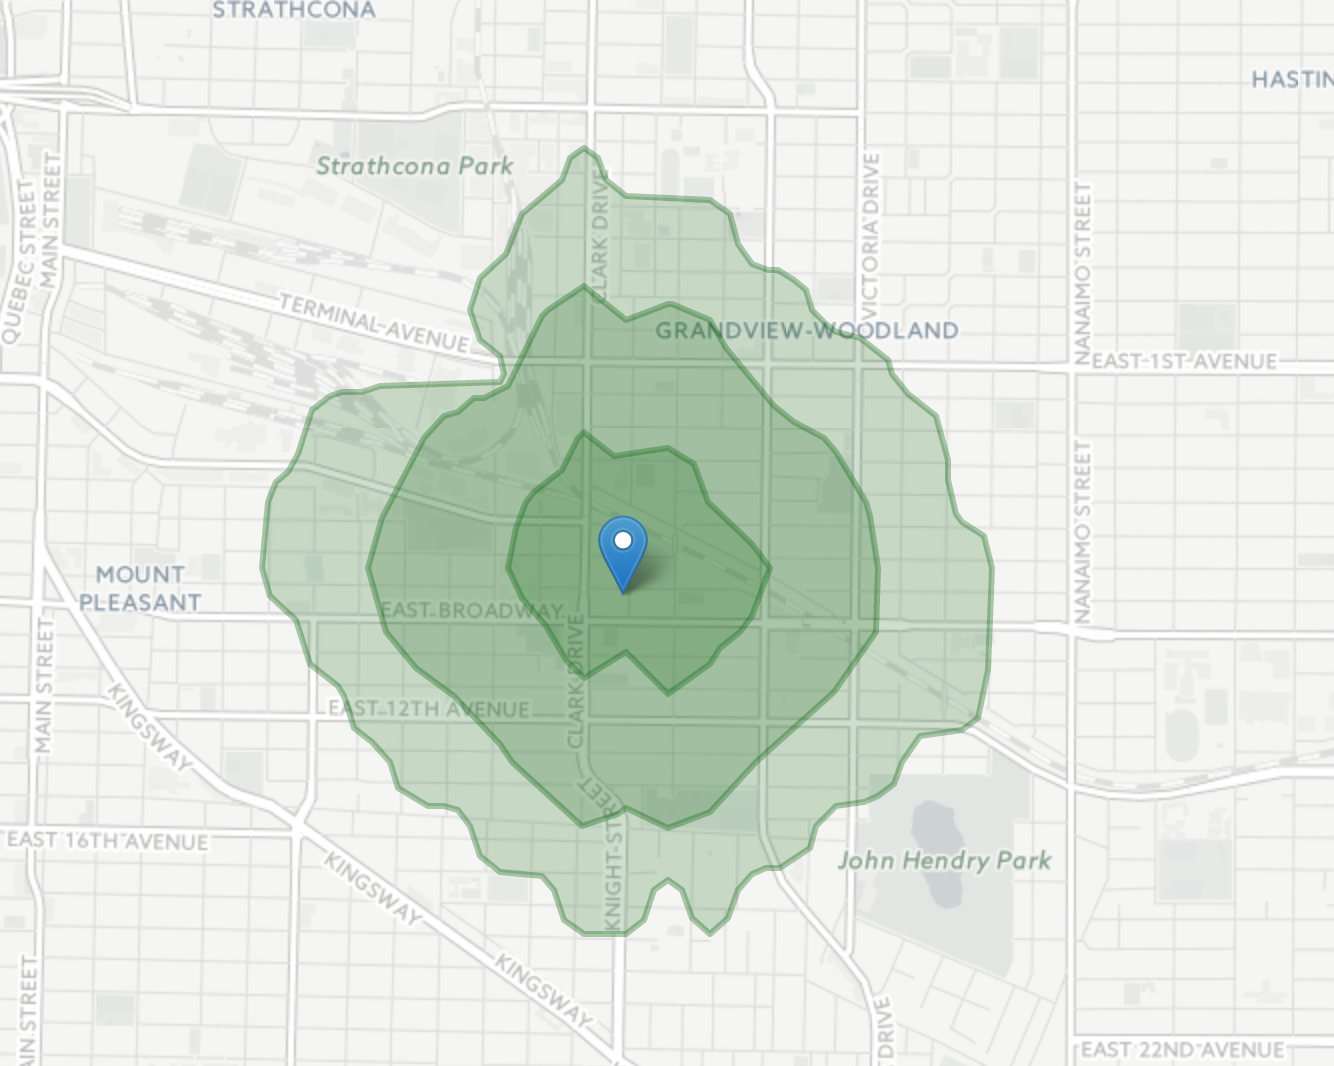 STRATHCONA
HASTIN
Strathcona Park
QUEBEC STREET
MAIN STREET
CLARK DRIVE
VICTORIA DRIVE
NANAIMO STREET
TERMINAL AVENUE
GRANDVIEW-WOODLAND
EAST 1ST AVENUE
NANAIMO STREET
MOUNT
PLEASANT
EAST BROADWAY
CLARK DRIVE
MAIN STREET
KINGSWAY
EAST 12TH AVENUE
EAST 16TH AVENUE
KINGSWAY
KNIGHT STREET
John Hendry Park
KINGSWAY
AIN STREET
DRIVE
EAST 22ND AVENUE